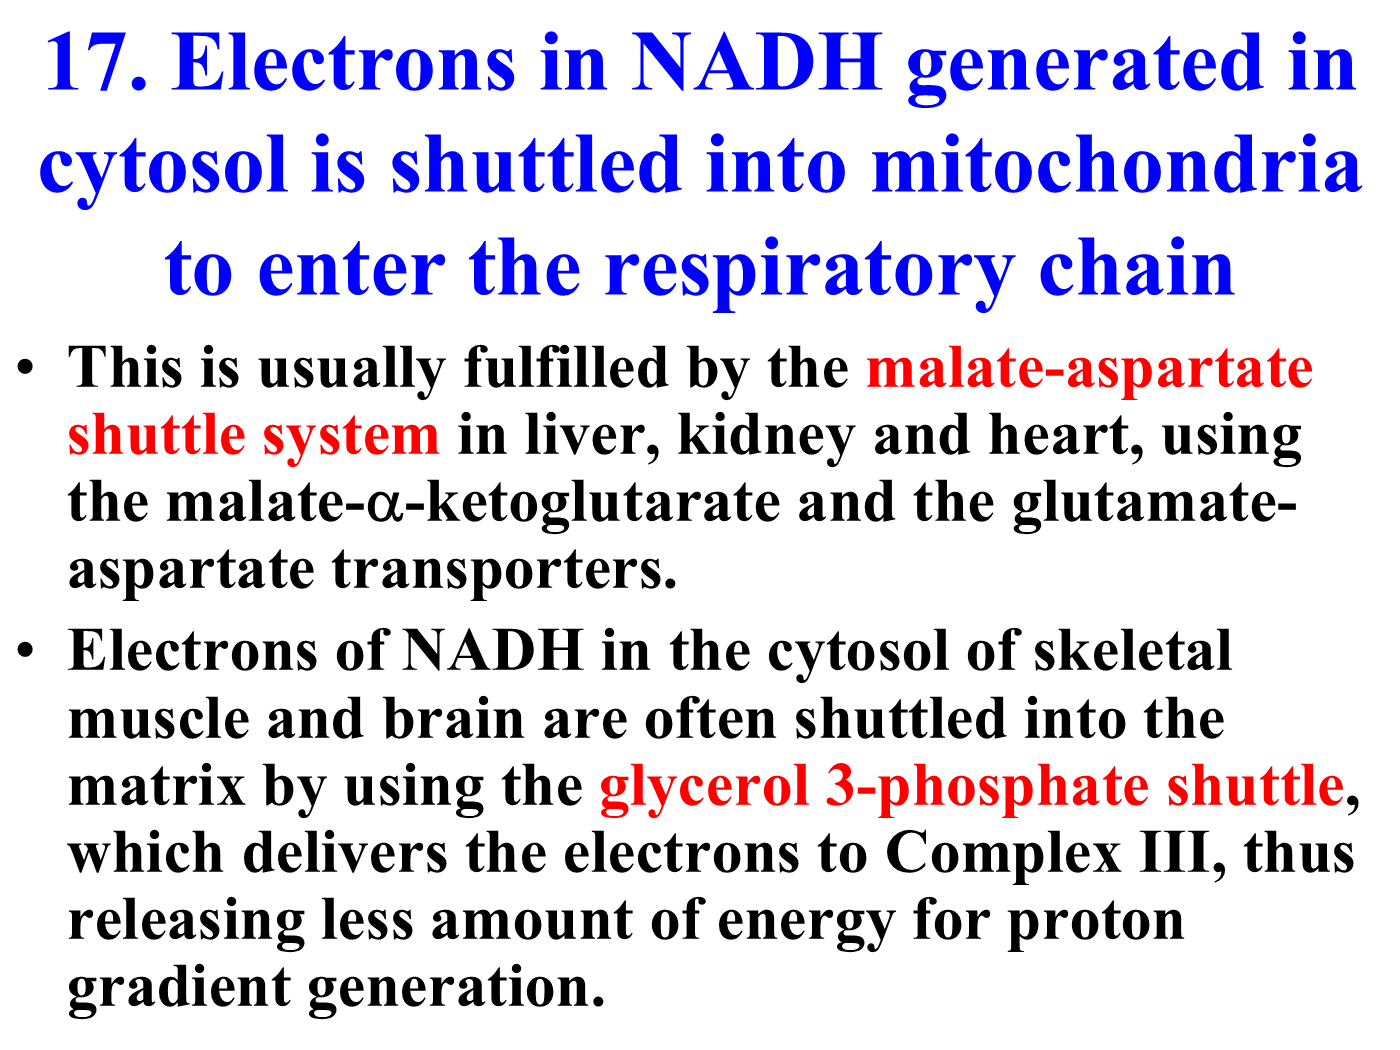 17. Electrons in NADH generated in
cytosol is shuttled into mitochondria
to enter the respiratory chain
• This is usually fulfilled by the malate-aspartate
shuttle system in liver, kidney and heart, using
the malate-α-ketoglutarate and the glutamate-
aspartate transporters.
• Electrons of NADH in the cytosol of skeletal
muscle and brain are often shuttled into the
matrix by using the glycerol 3-phosphate shuttle,
which delivers the electrons to Complex III, thus
releasing less amount of energy for proton
gradient generation.